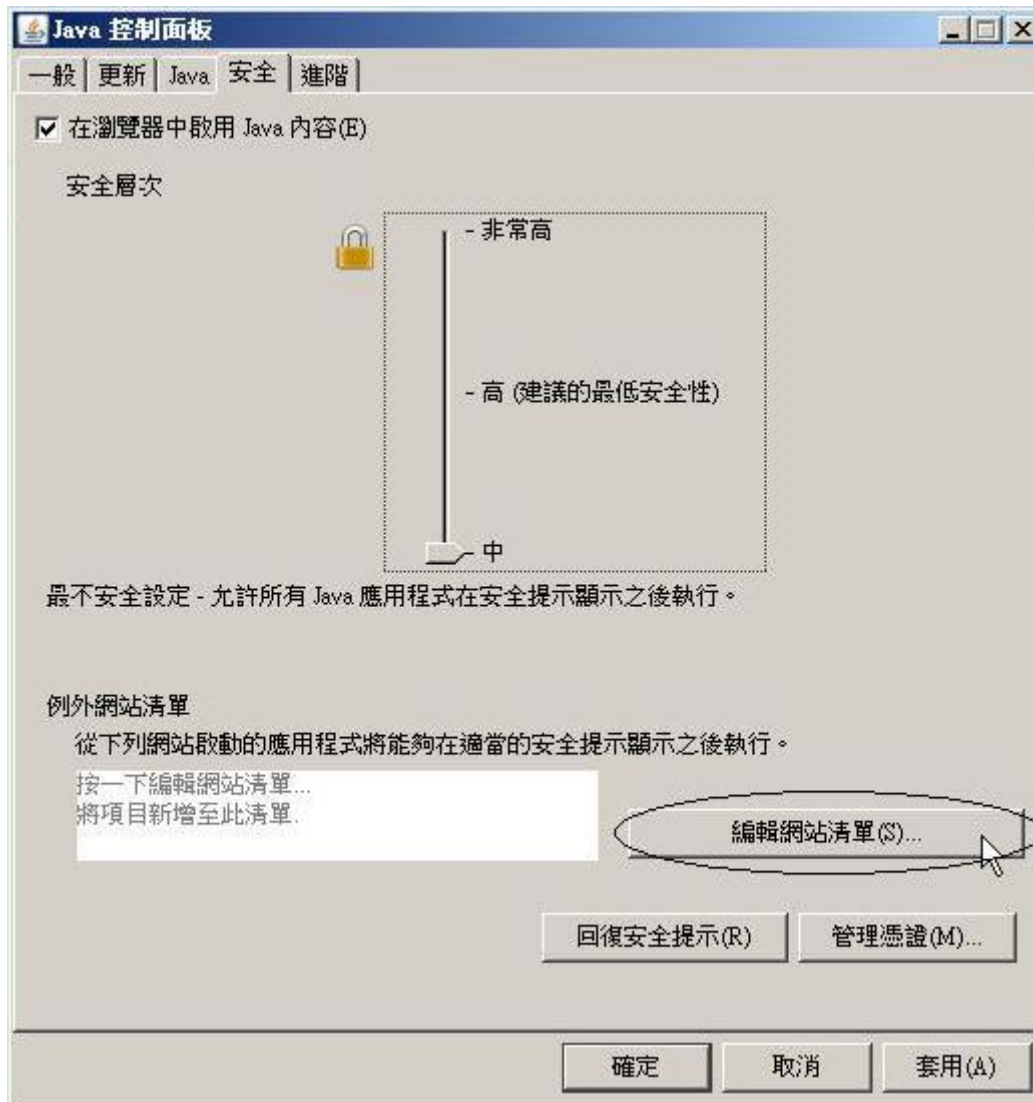 Java 控制面板
一般 更新 Java 安全 進階
在瀏覽器中啟用 Java 內容(E)
安全層次
- 非常高
- 高 (建議的最低安全性)
- 中
最不安全設定 - 允許所有 Java 應用程式在安全提示顯示之後執行。
例外網站清單
從下列網站啟動的應用程式將能夠在適當的安全提示顯示之後執行。
按一下編輯網站清單...
將項目新增至此清單.
編輯網站清單(S)...
回復安全提示(R) 管理憑證(M)...
確定 取消 套用(A)